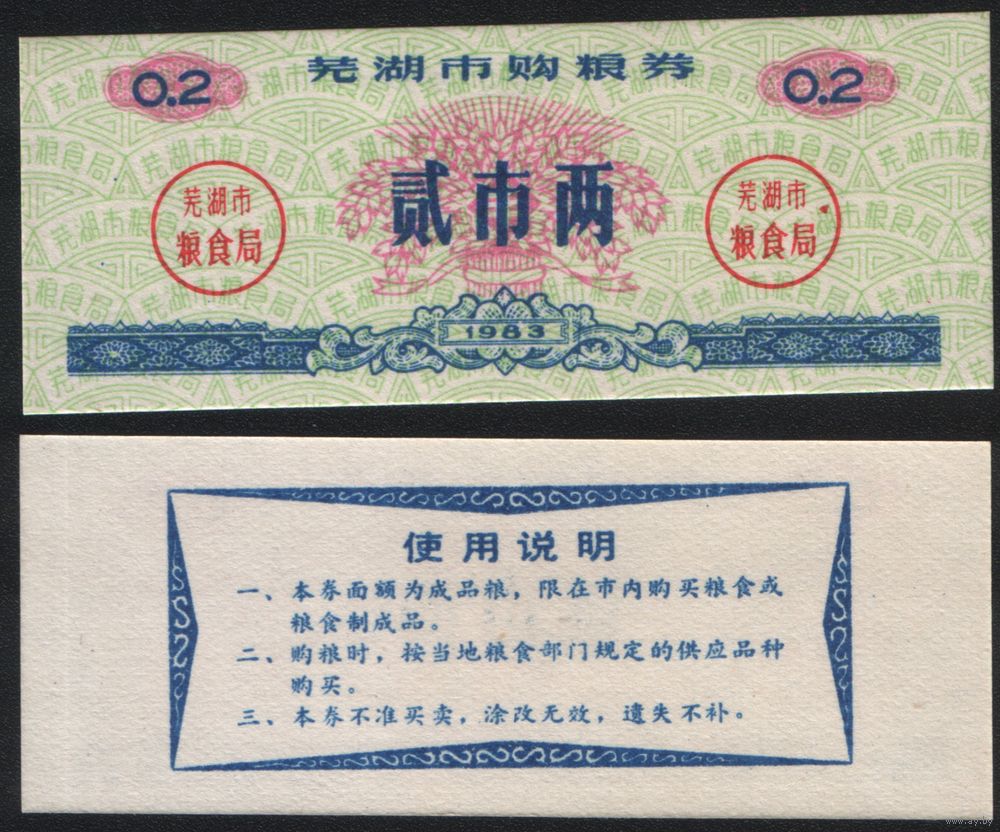 芜湖市购粮券
0.2
0.2
贰市两
芜湖市
粮食局
芜湖市
粮食局
1983
使用说明
一、本券面额为成品粮，限在市内购买粮食或
粮食制成品。
二、购粮时，按当地粮食部门规定的供应品种
购买。
三、本券不准买卖，涂改无效，遗失不补。
www.ay.by